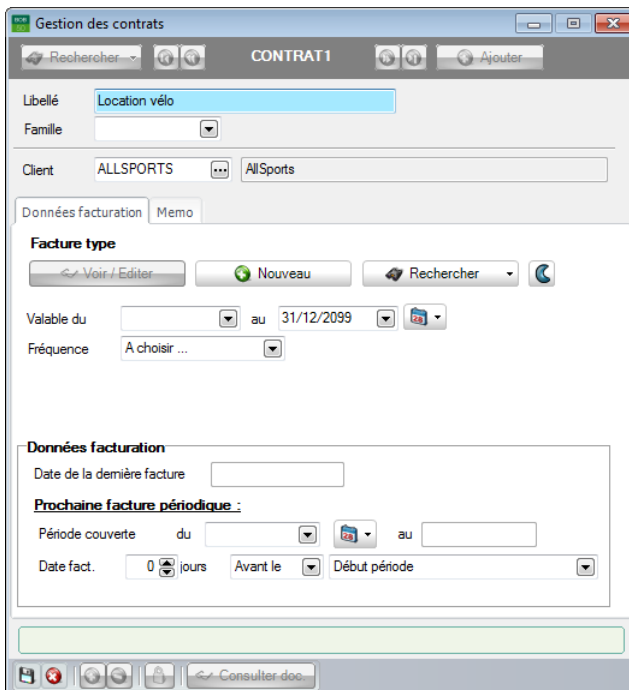 Gestion des contrats
Rechercher CONTRAT1 Ajouter
Libellé Location vélo
Famille
Client ALLSPORTS ... AllSports
Données facturation Memo
Facture type
Voir / Editer Nouveau Rechercher
Valable du au 31/12/2099
Fréquence A choisir ...
Données facturation
Date de la dernière facture
Prochaine facture périodique :
Période couverte du au
Date fact. 0 jours Avant le Début période
Consulter doc.